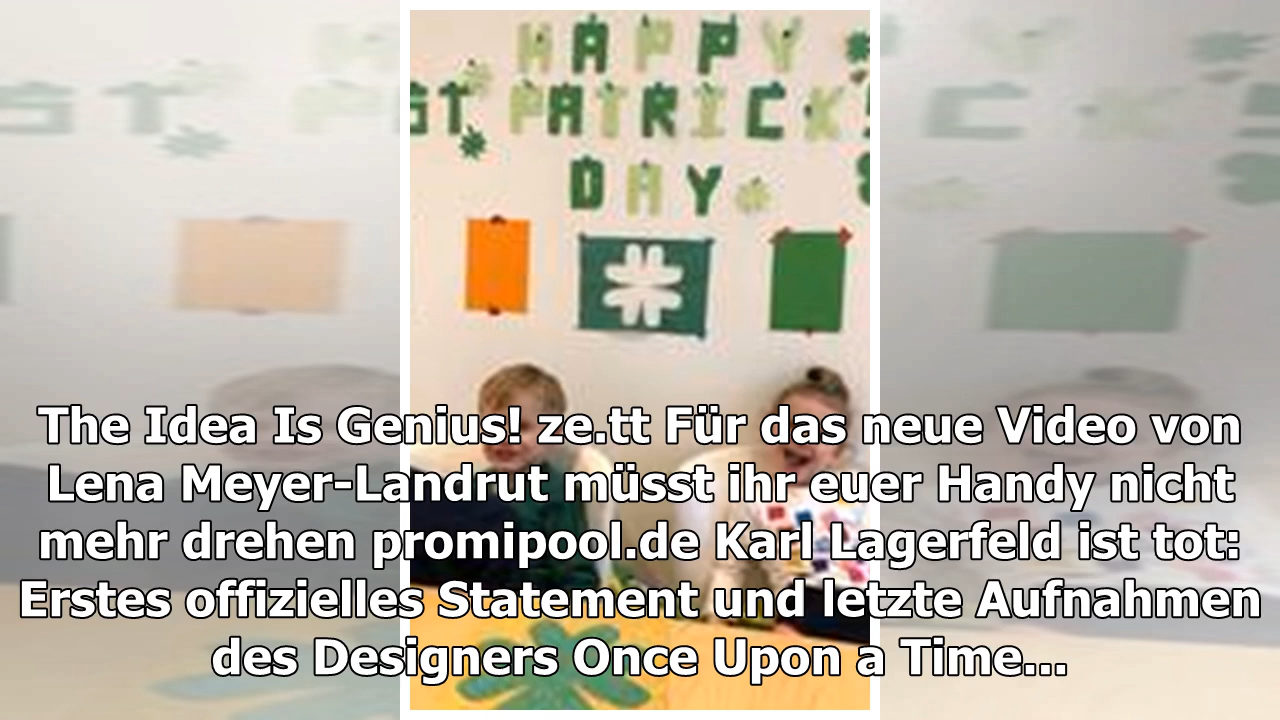 HAPPY
ST PATRICK'S
DAY
The Idea Is Genius! ze.tt Für das neue Video von
Lena Meyer-Landrut müsst ihr euer Handy nicht
mehr drehen promipool.de Karl Lagerfeld ist tot:
Erstes offizielles Statement und letzte Aufnahmen
des Designers Once Upon a Time...